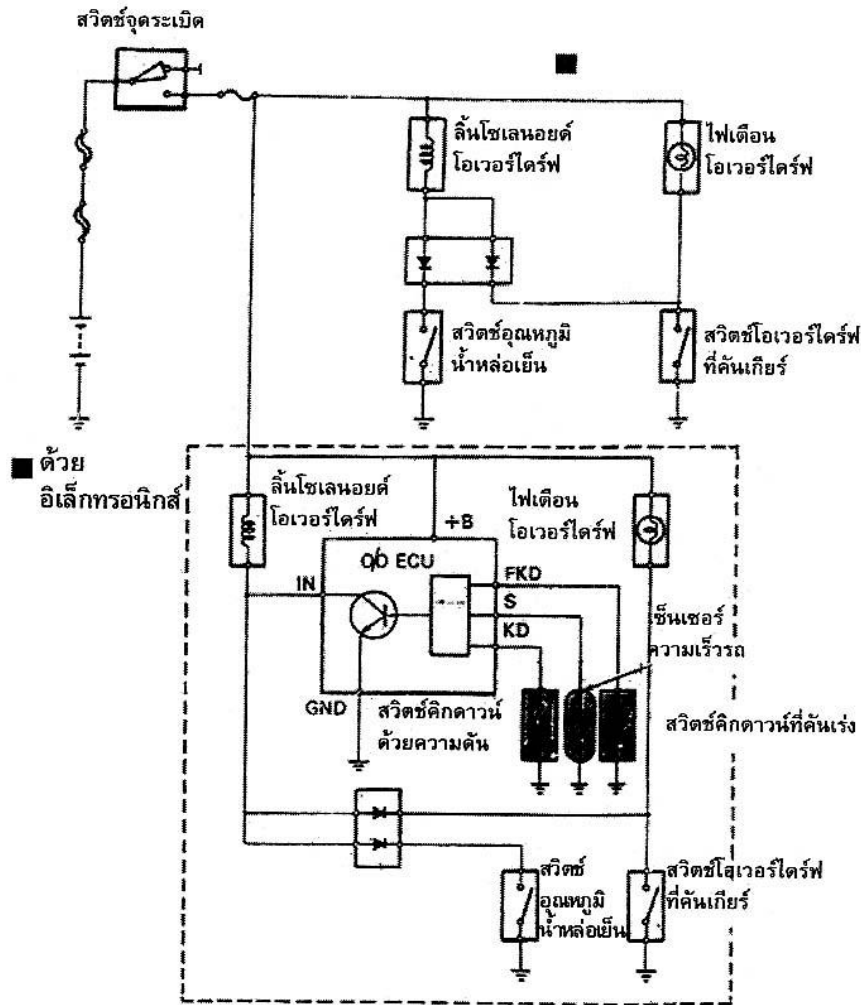 สวิตช์จุดระเบิด
ลิ้นโซเลนอยด์
โอเวอร์ไดร์ฟ
ไฟเตือน
โอเวอร์ไดร์ฟ
สวิตช์อุณหภูมิ
น้ำหล่อเย็น
สวิตช์โอเวอร์ไดร์ฟ
ที่คันเกียร์
ด้วย
อิเล็กทรอนิกส์
ลิ้นโซเลนอยด์
โอเวอร์ไดร์ฟ
+B
ไฟเตือน
โอเวอร์ไดร์ฟ
O/D ECU
IN
FKD
S
KD
เซ็นเซอร์
ความเร็วรถ
GND
สวิตช์คิกดาวน์
ด้วยความดัน
สวิตช์คิกดาวน์ที่คันเร่ง
สวิตช์
อุณหภูมิ
น้ำหล่อเย็น
สวิตช์โอเวอร์ไดร์ฟ
ที่คันเกียร์